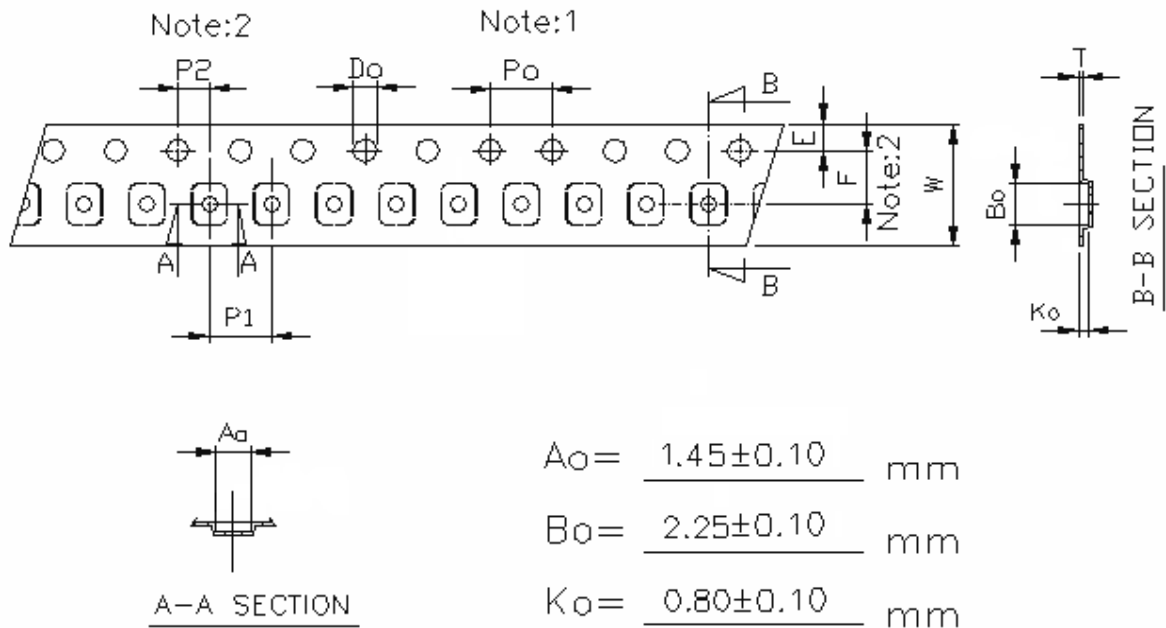 Note:2
Note:1
P2
Do
Po
B
T
E
F
Note:2
W
Bo
B-B SECTION
A
A
B
P1
Ko
Aa
Ao= 1.45±0.10 mm
Bo= 2.25±0.10 mm
A-A SECTION
Ko= 0.80±0.10 mm